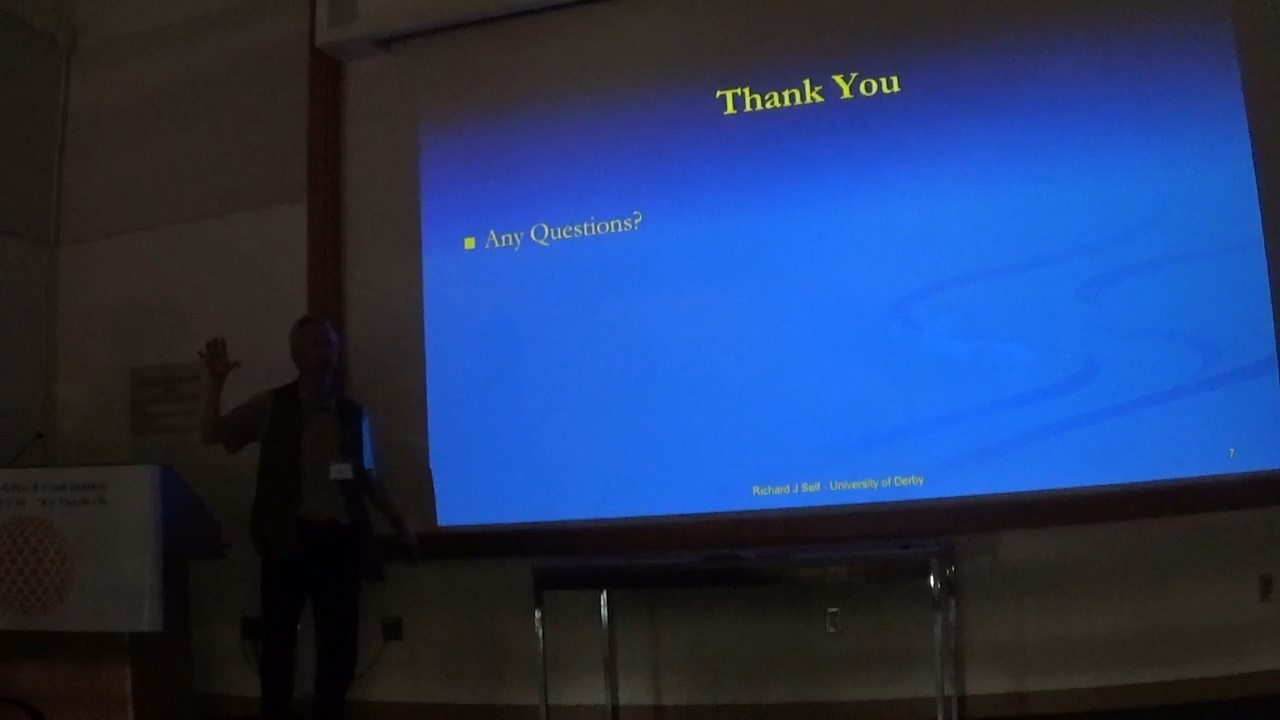 Thank You
■ Any Questions?
Richard J Self - University of Derby
7